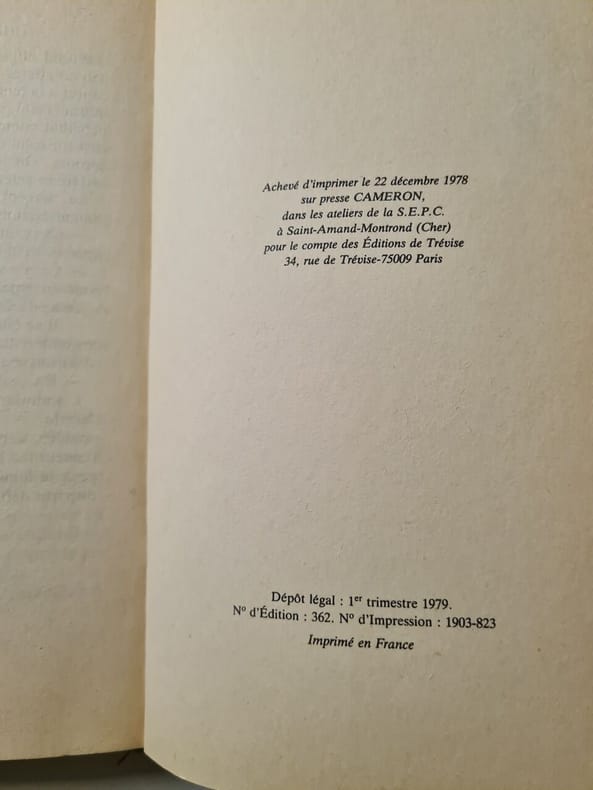 Achevé d'imprimer le 22 décembre 1978
sur presse CAMERON,
dans les ateliers de la S.E.P.C.
à Saint-Amand-Montrond (Cher)
pour le compte des Éditions de Trévise
34, rue de Trévise-75009 Paris
Dépôt légal : 1er trimestre 1979.
No d'Édition : 362. No d'Impression : 1903-823
Imprimé en France